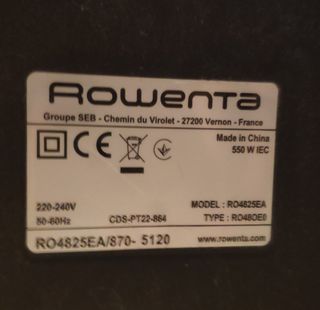 Rowenta
Groupe SEB - Chemin du Virolet - 27200 Vernon - France
Made in China
550 W IEC
CE
220-240V
50-60Hz
CDS-PT22-864
MODEL : RO4825EA
TYPE : RO48DE0
RO4825EA/870- 5120
www.rowenta.com